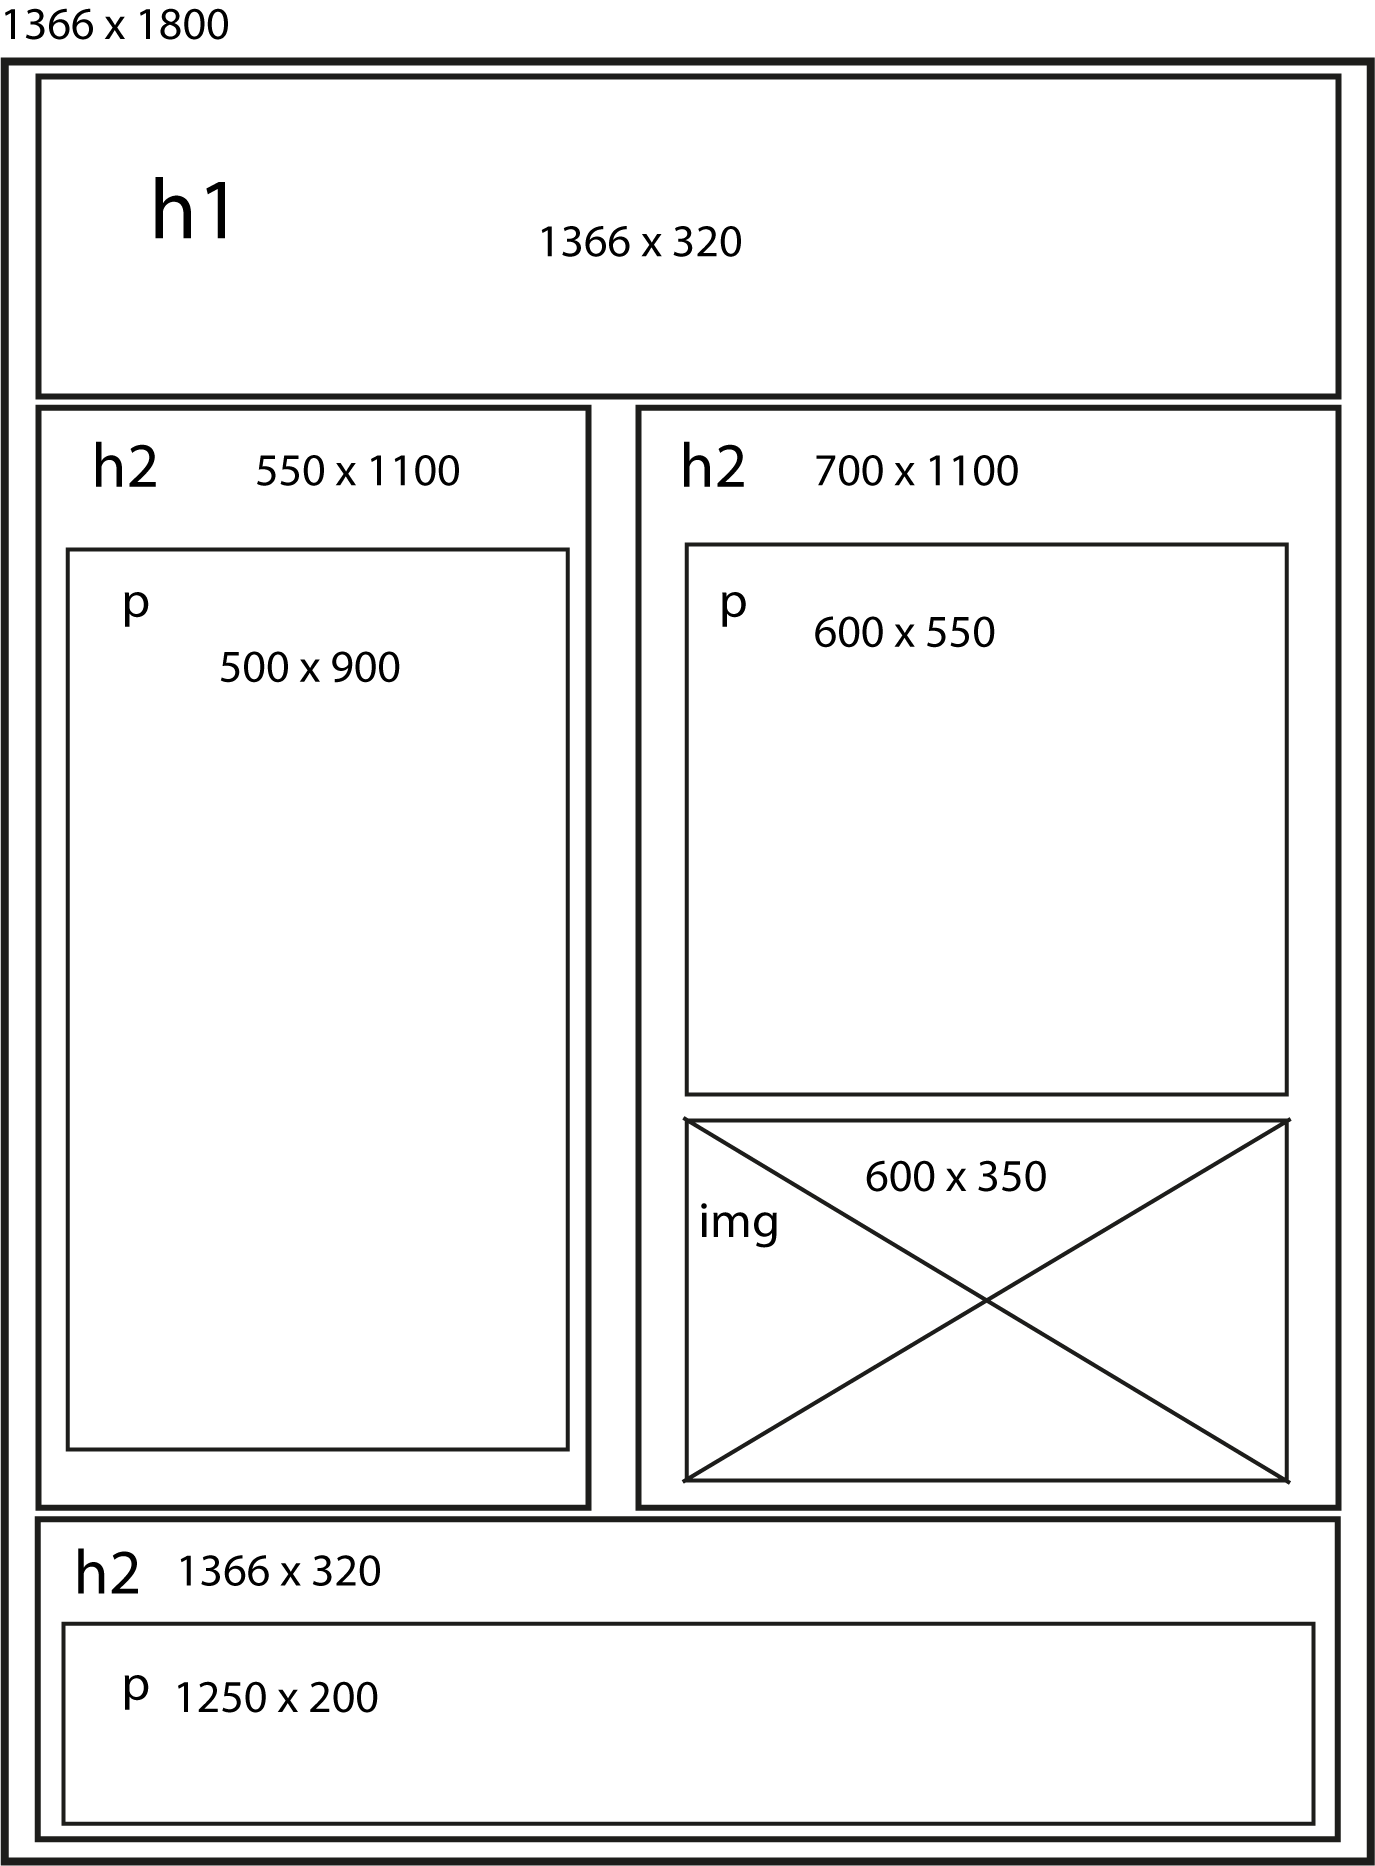 1366 x 1800
h1
1366 x 320
h2 550 x 1100
p
500 x 900
h2 700 x 1100
p
600 x 550
600 x 350
img
h2 1366 x 320
p 1250 x 200